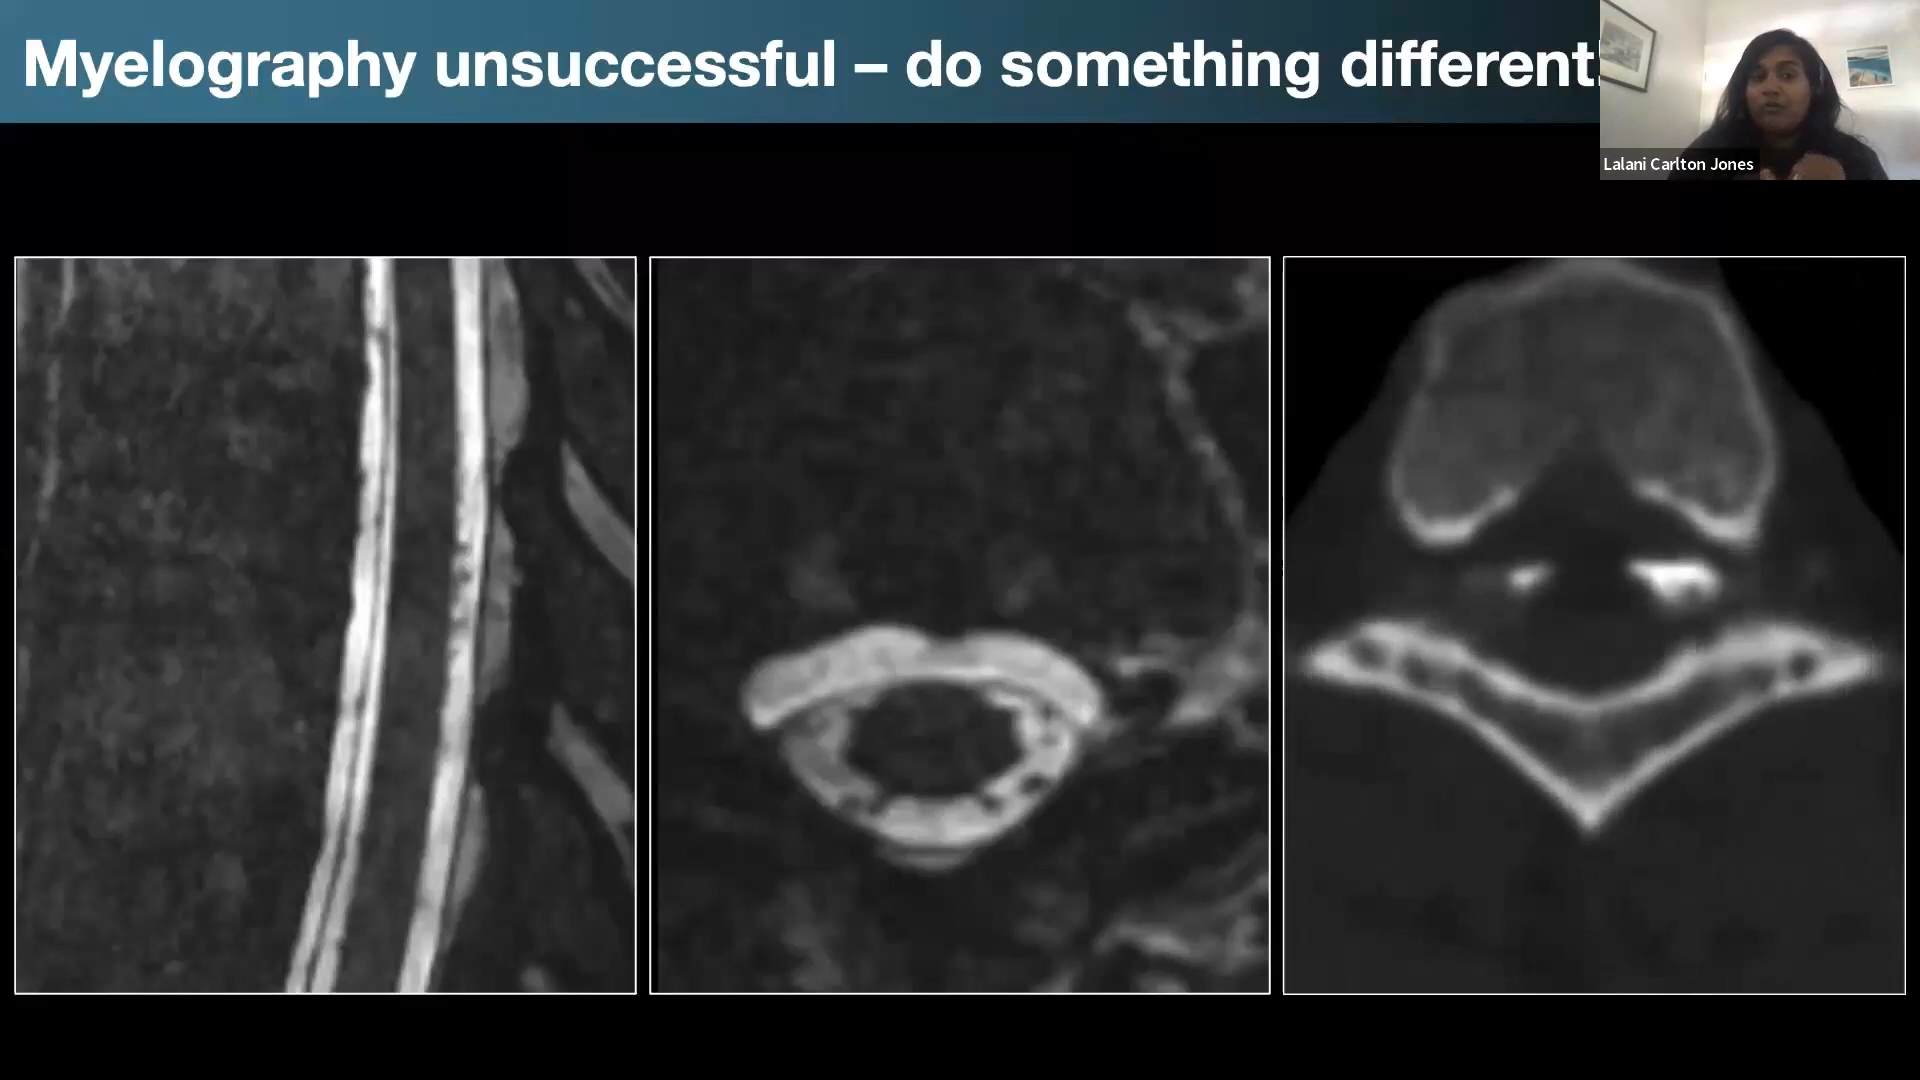 Myelography unsuccessful – do something different
Lalani Carlton Jones